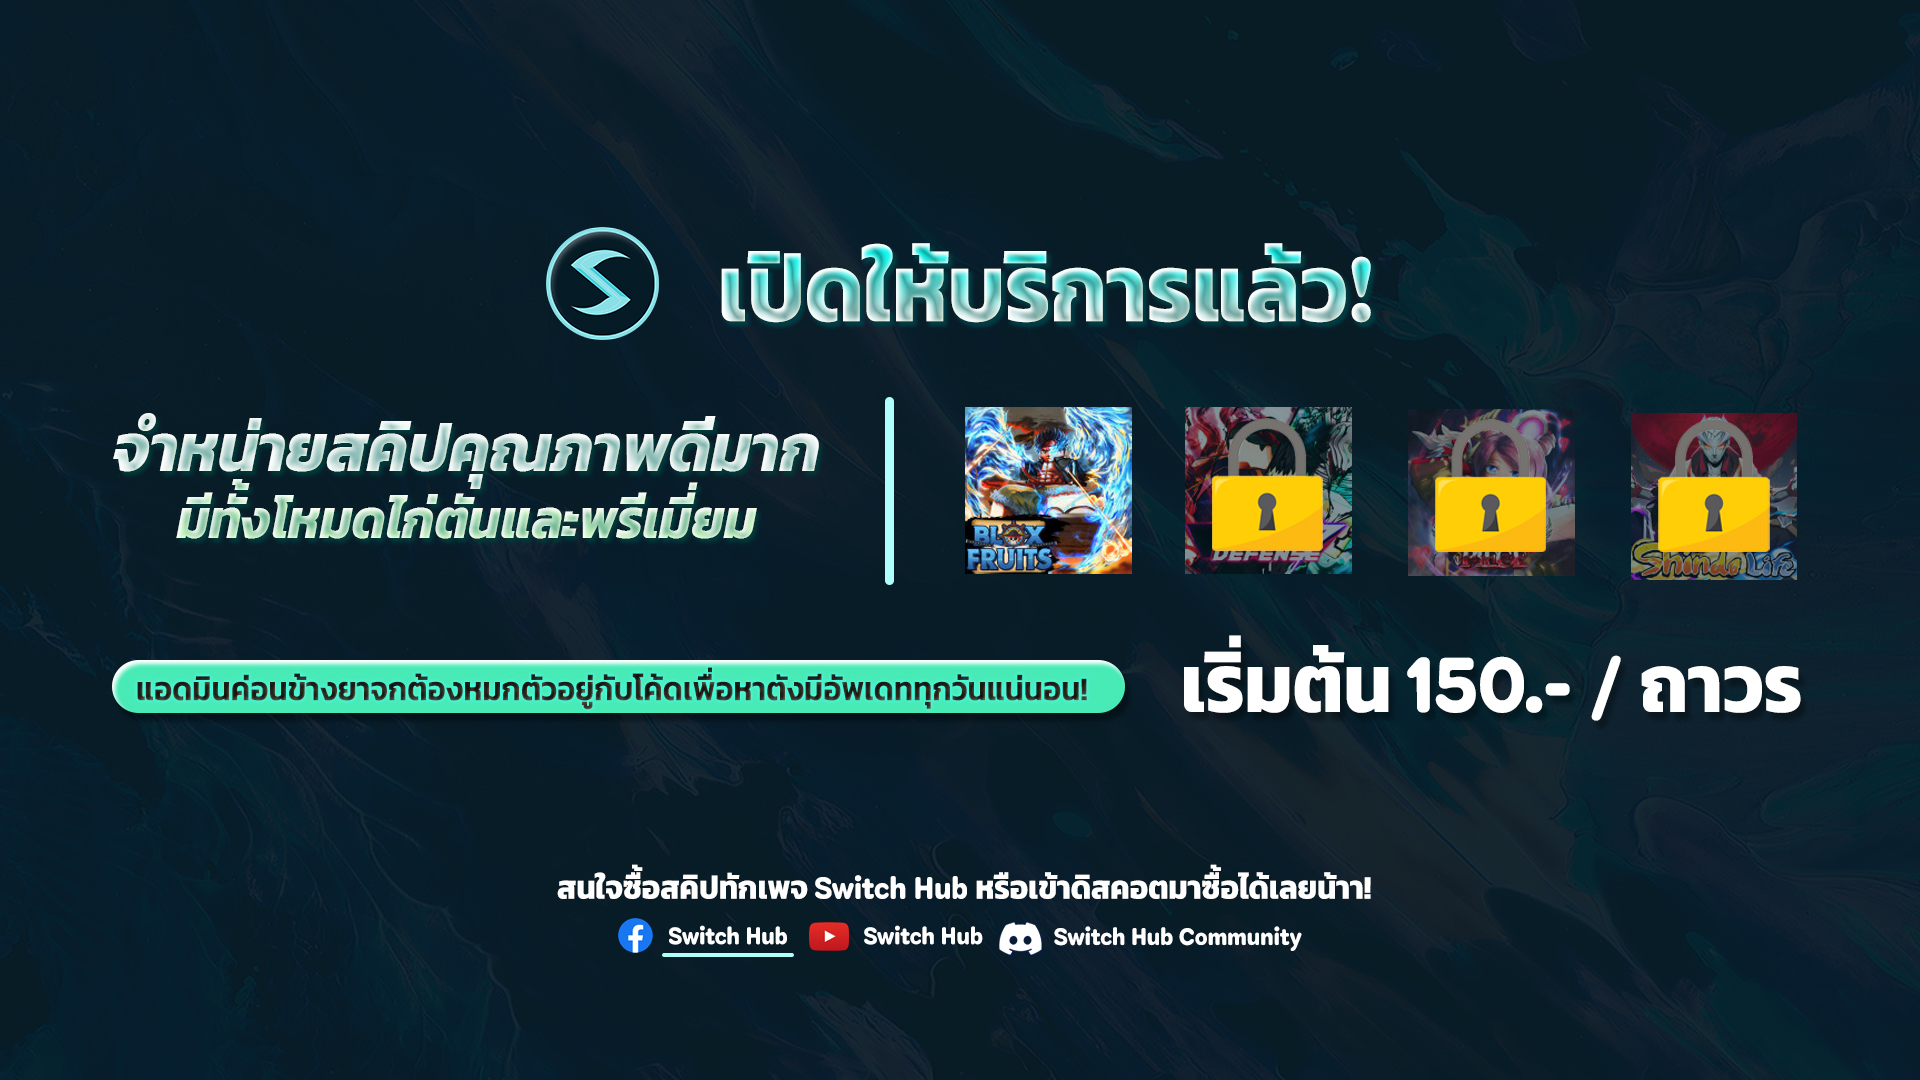 เปิดให้บริการแล้ว!
จำหน่ายสคิปคุณภาพดีมาก
มีทั้งโหมดไก่ตันและพรีเมี่ยม
BLOX FRUITS
DEFENSE
Shindo Life
แอดมินค่อนข้างยาจกต้องหมกตัวอยู่กับโค้ดเพื่อหาตังมีอัพเดททุกวันแน่นอน!
เริ่มต้น 150.- / ถาวร
สนใจซื้อสคิปทักเพจ Switch Hub หรือเข้าดิสคอตมาซื้อได้เลยน้าา!
Switch Hub
Switch Hub
Switch Hub Community